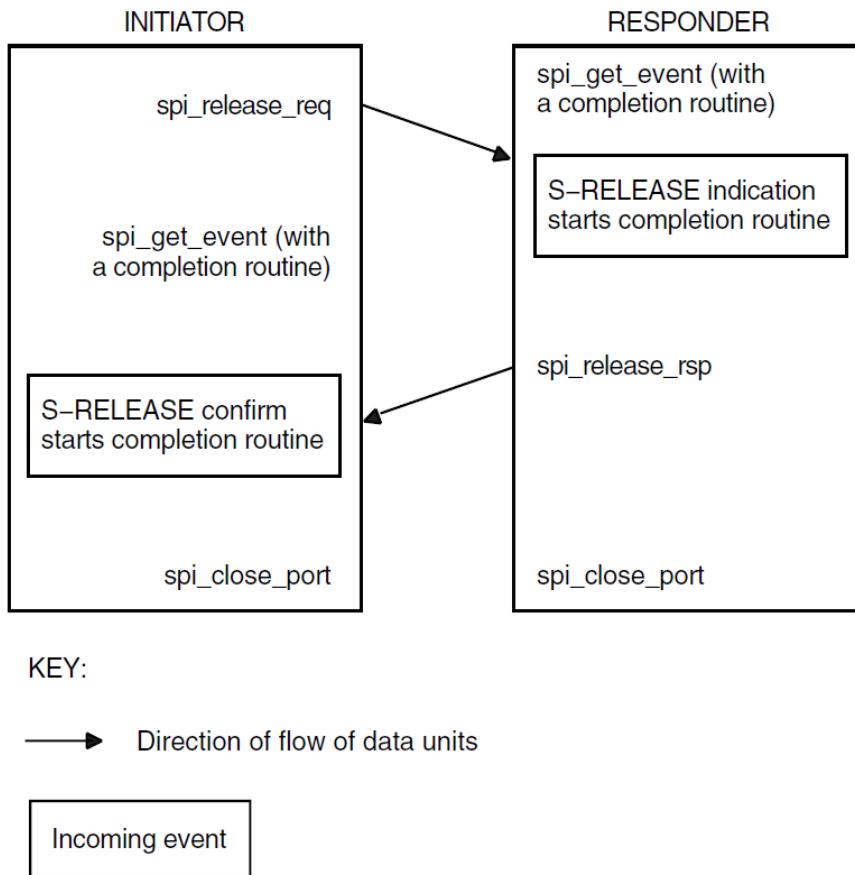 INITIATOR
spi_release_req
spi_get_event (with
a completion routine)
S–RELEASE confirm
starts completion routine
spi_close_port
RESPONDER
spi_get_event (with
a completion routine)
S–RELEASE indication
starts completion routine
spi_release_rsp
spi_close_port
KEY:
Direction of flow of data units
Incoming event